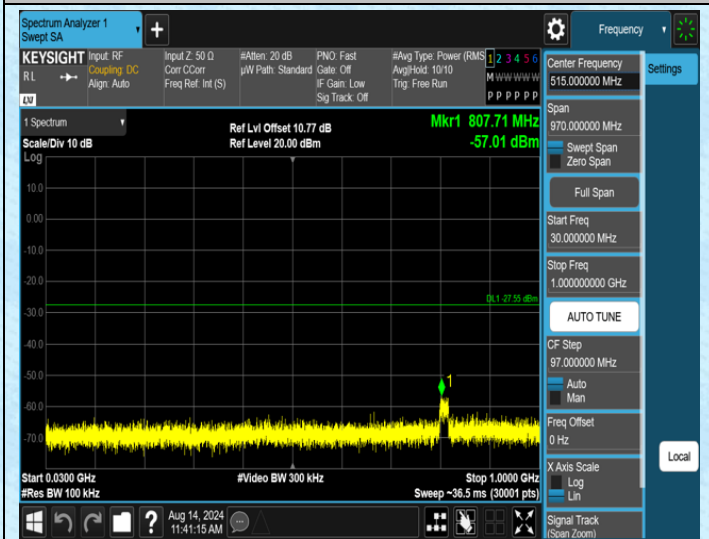 Spectrum Analyzer 1
Swept SA
+
Frequency
KEYSIGHT
RL
LXI
Input: RF
Coupling: DC
Align: Auto
Input Z: 50 Ω
Corr CCorr
Freq Ref: Int (S)
#Atten: 20 dB
µW Path: Standard
PNO: Fast
Gate: Off
IF Gain: Low
Sig Track: Off
#Avg Type: Power (RMS
Avg|Hold: 10/10
Trig: Free Run
1 2 3 4 5 6
M W W W W W
P P P P P P
Center Frequency
515.000000 MHz
Settings
Span
970.000000 MHz
Swept Span
Zero Span
Full Span
Start Freq
30.000000 MHz
Stop Freq
1.000000000 GHz
AUTO TUNE
CF Step
97.000000 MHz
Auto
Man
Freq Offset
0 Hz
X Axis Scale
Log
Lin
Signal Track
(Span Zoom)
Local
1 Spectrum
Scale/Div 10 dB
Log
Ref Lvl Offset 10.77 dB
Ref Level 20.00 dBm
Mkr1 807.71 MHz
-57.01 dBm
10.0
0.00
-10.0
-20.0
-30.0
-40.0
-50.0
-60.0
-70.0
DL1 -27.55 dBm
1
Start 0.0300 GHz
#Res BW 100 kHz
#Video BW 300 kHz
Stop 1.0000 GHz
Sweep ~36.5 ms (30001 pts)
?
Aug 14, 2024
11:41:15 AM